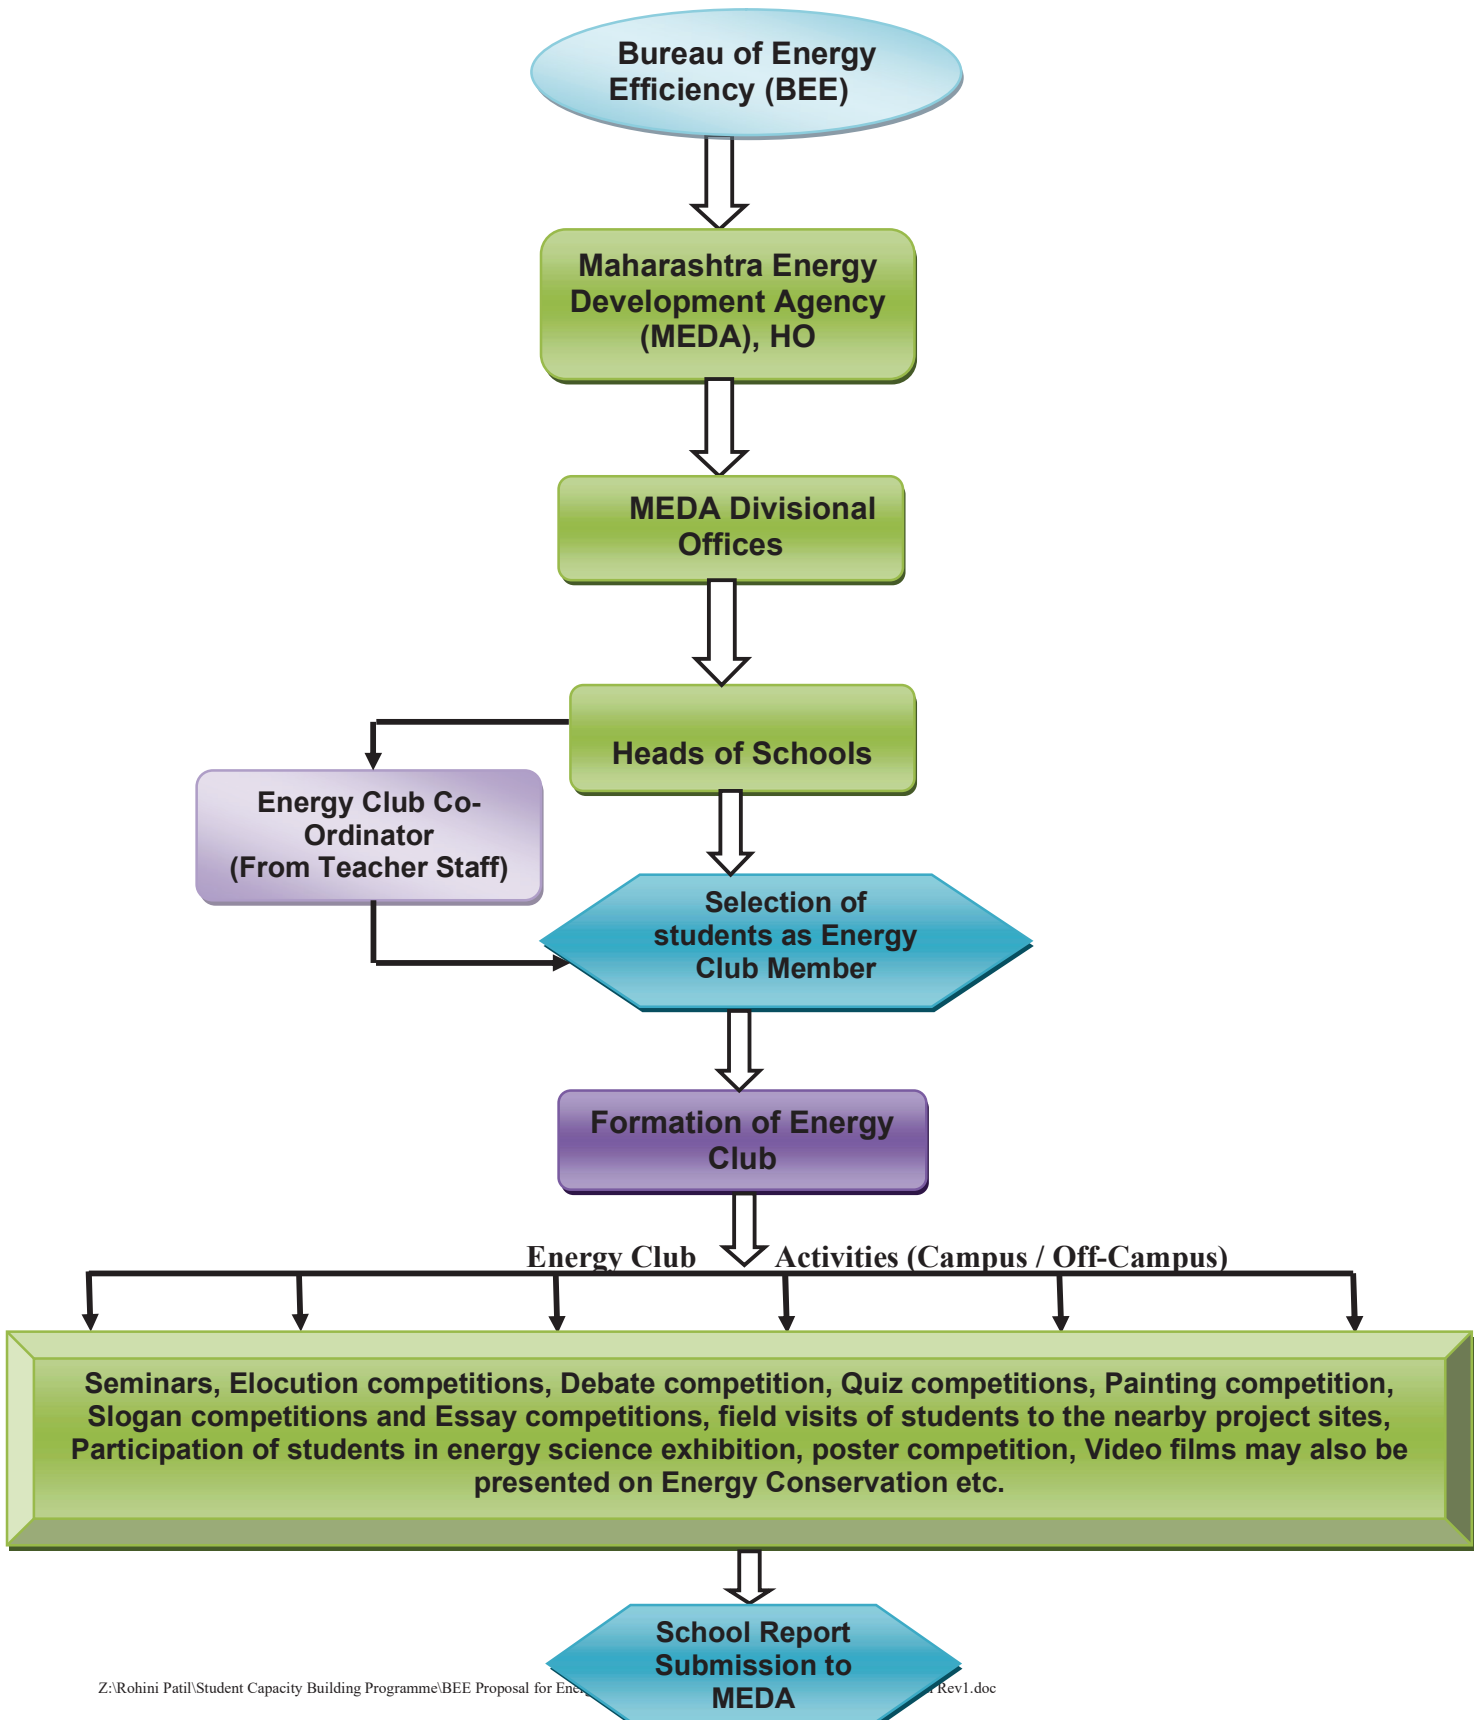 Bureau of Energy
Efficiency (BEE)
Maharashtra Energy
Development Agency
(MEDA), HO
MEDA Divisional
Offices
Heads of Schools
Energy Club Co-
Ordinator
(From Teacher Staff)
Selection of
students as Energy
Club Member
Formation of Energy
Club
Energy Club Activities (Campus / Off-Campus)
Seminars, Elocution competitions, Debate competition, Quiz competitions, Painting competition,
Slogan competitions and Essay competitions, field visits of students to the nearby project sites,
Participation of students in energy science exhibition, poster competition, Video films may also be
presented on Energy Conservation etc.
School Report
Submission to
MEDA
Z:\Rohini Patil\Student Capacity Building Programme\BEE Proposal for Rev1.doc